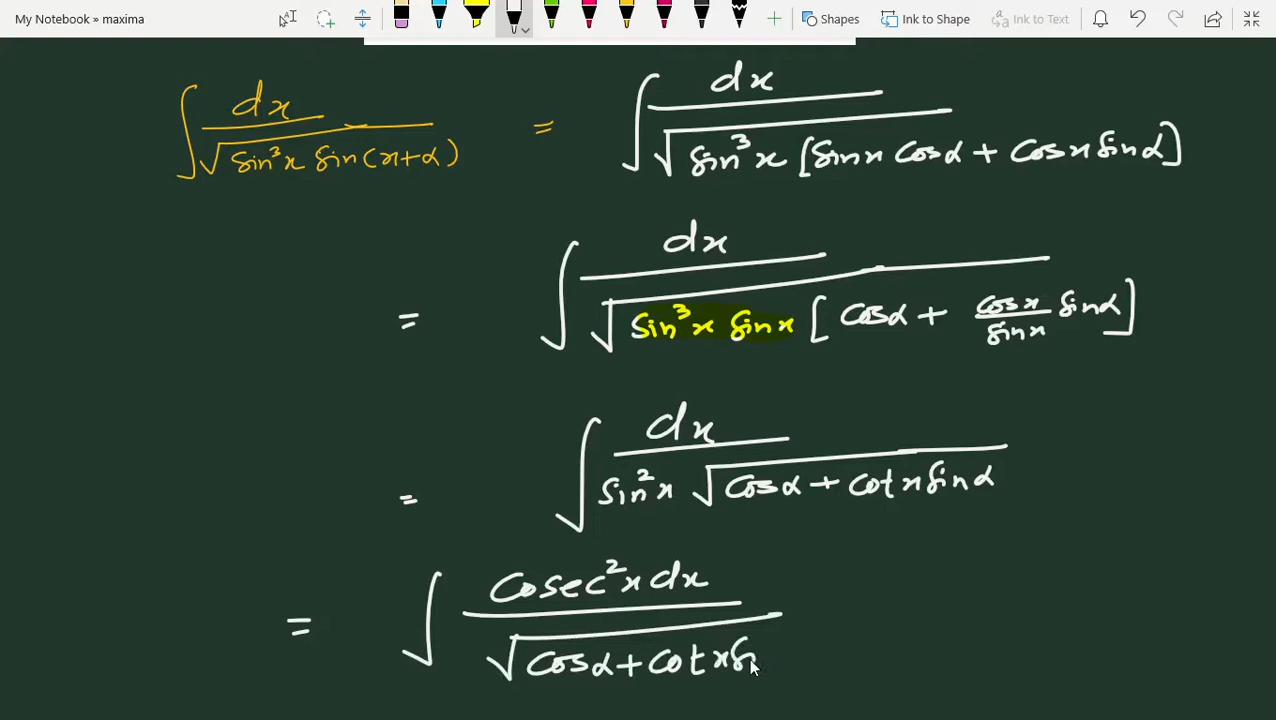 My Notebook » maxima
Shapes Ink to Shape Ink to Text
∫ dx / √(sin³x sin(x+α)) = ∫ dx / √(sin³x [sinx cosα + cosx sinα])
= ∫ dx / √(sin³x sinx [cosα + cosx/sinx sinα])
= ∫ dx / (sin²x √(cosα + cotx sinα))
= ∫ cosec²x dx / √(cosα + cotx si